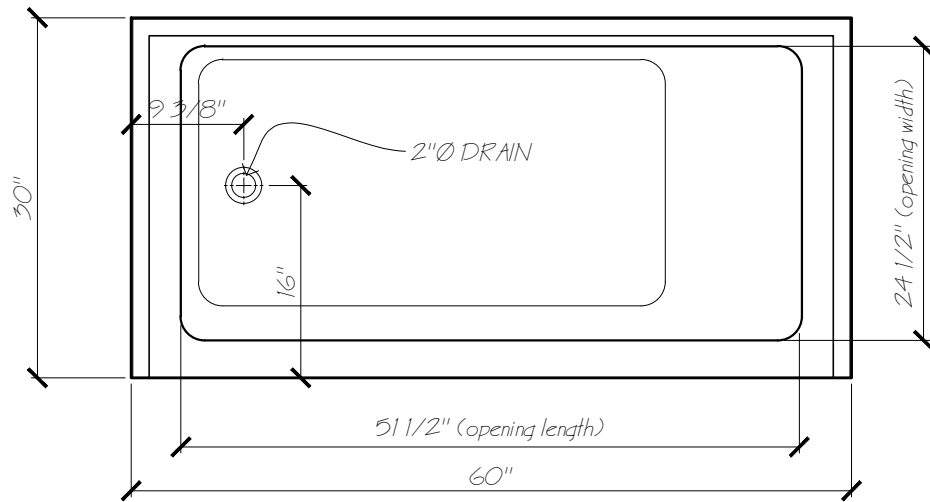 9 3/8"
2"Ø DRAIN
30"
24 1/2" (opening width)
16"
51 1/2" (opening length)
60"